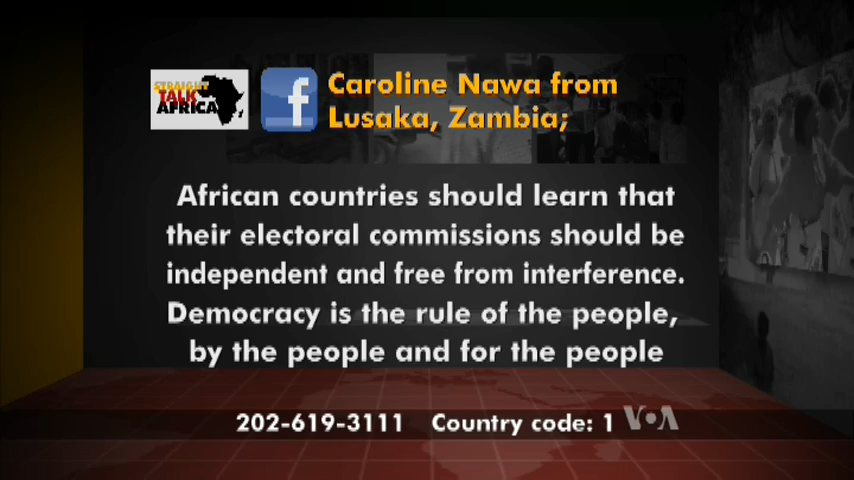 STRAIGHT
TALK
AFRICA
f
Caroline Nawa from
Lusaka, Zambia;
African countries should learn that
their electoral commissions should be
independent and free from interference.
Democracy is the rule of the people,
by the people and for the people
202-619-3111 Country code: 1 VOA